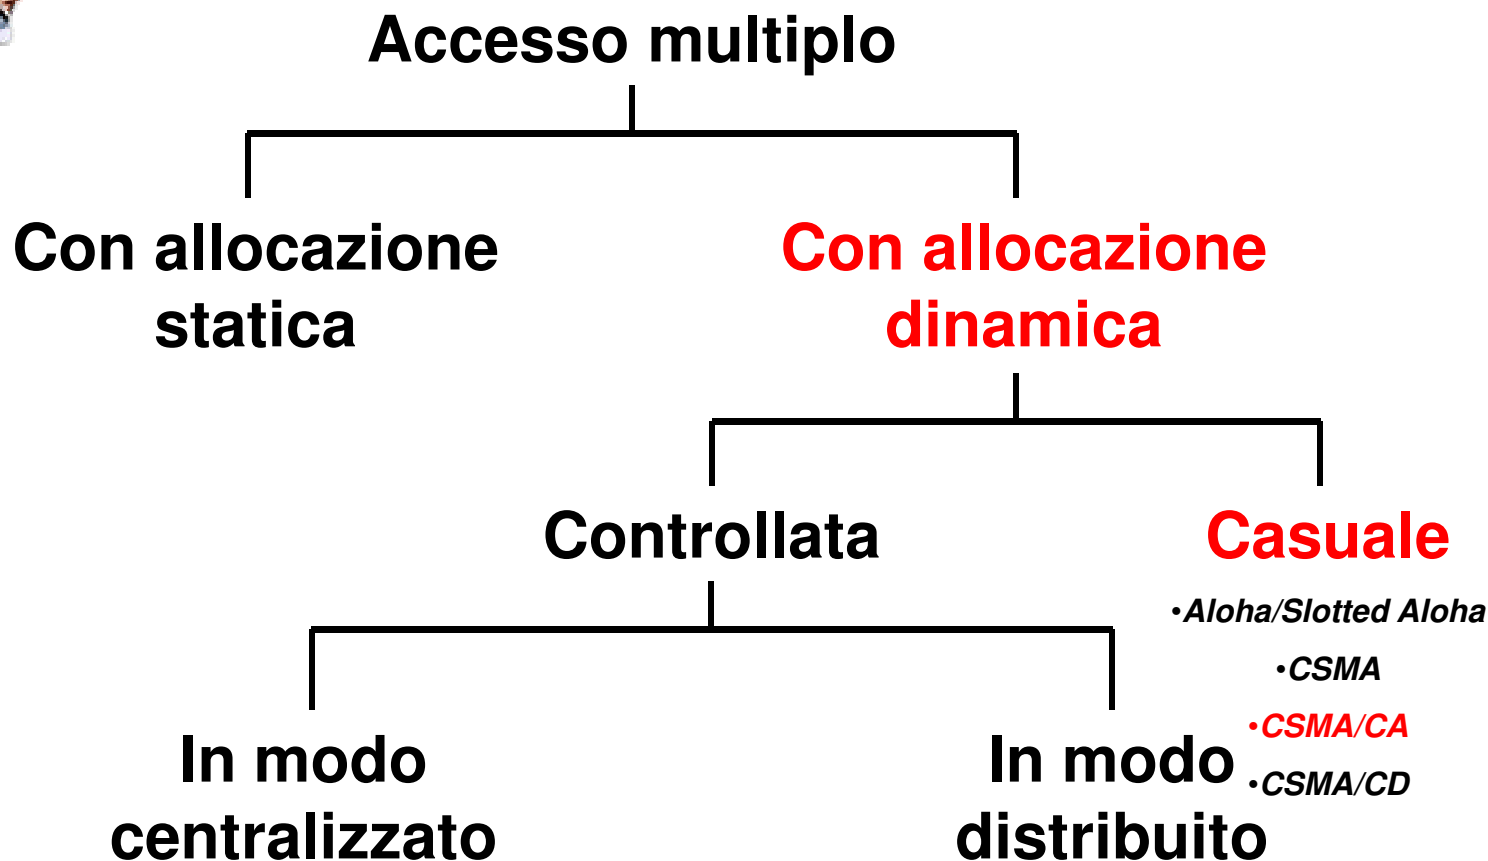 Accesso multiplo
Con allocazione
statica
Con allocazione
dinamica
Controllata
Casuale
•Aloha/Slotted Aloha
•CSMA
•CSMA/CA
•CSMA/CD
In modo
centralizzato
In modo
distribuito